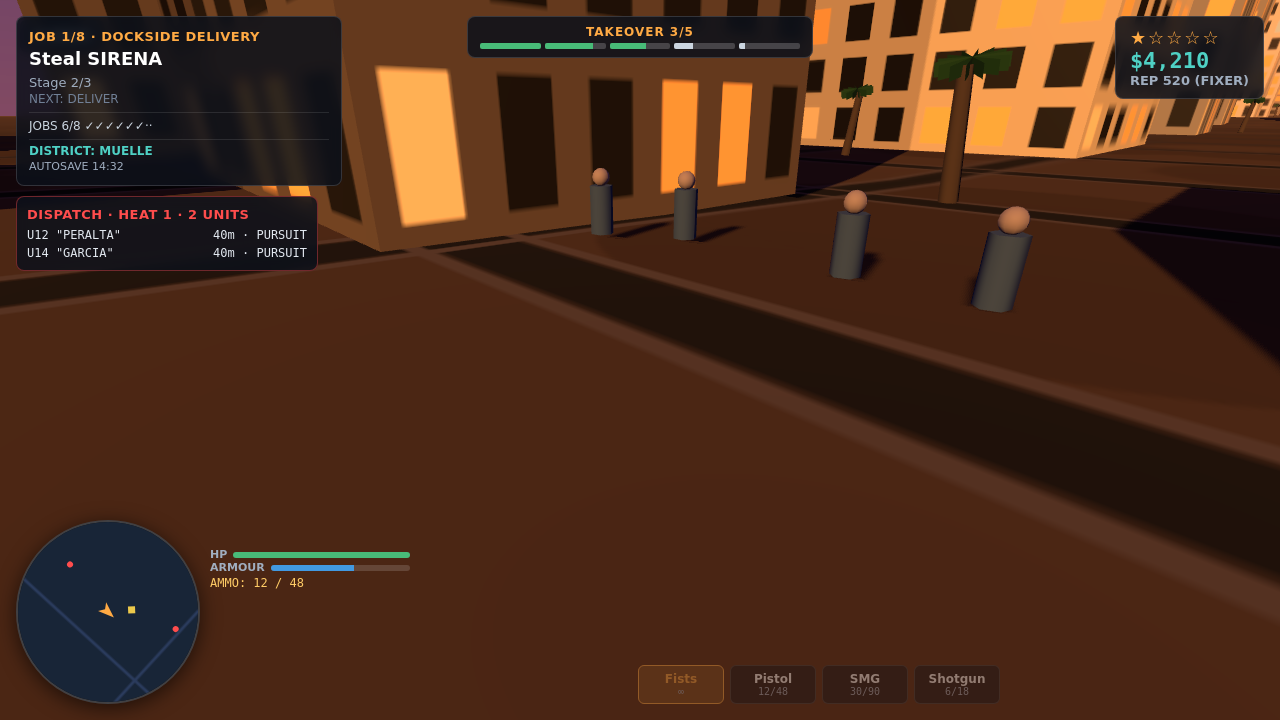 JOB 1/8 · DOCKSIDE DELIVERY
Steal SIRENA
Stage 2/3
NEXT: DELIVER
JOBS 6/8 ✓✓✓✓✓✓··
DISTRICT: MUELLE
AUTOSAVE 14:32
DISPATCH · HEAT 1 · 2 UNITS
U12 "PERALTA" 40m · PURSUIT
U14 "GARCIA" 40m · PURSUIT
TAKEOVER 3/5
★☆☆☆☆
$4,210
REP 520 (FIXER)
HP
ARMOUR
AMMO: 12 / 48
Fists
∞
Pistol
12/48
SMG
30/90
Shotgun
6/18